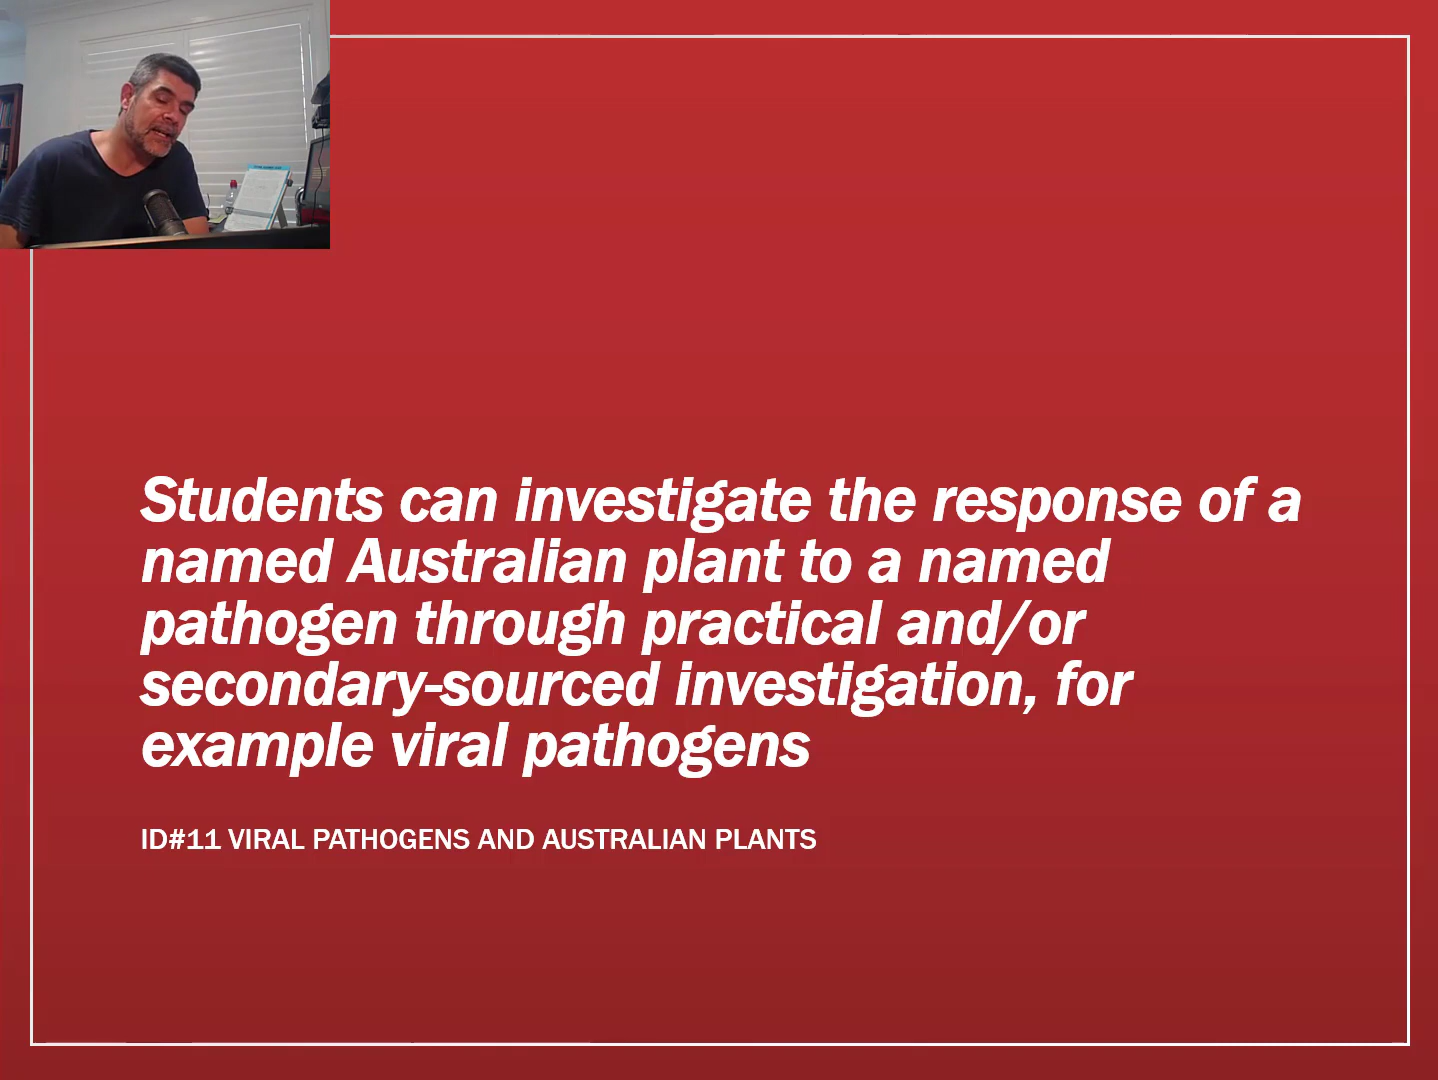 Students can investigate the response of a
named Australian plant to a named
pathogen through practical and/or
secondary-sourced investigation, for
example viral pathogens
ID#11 VIRAL PATHOGENS AND AUSTRALIAN PLANTS